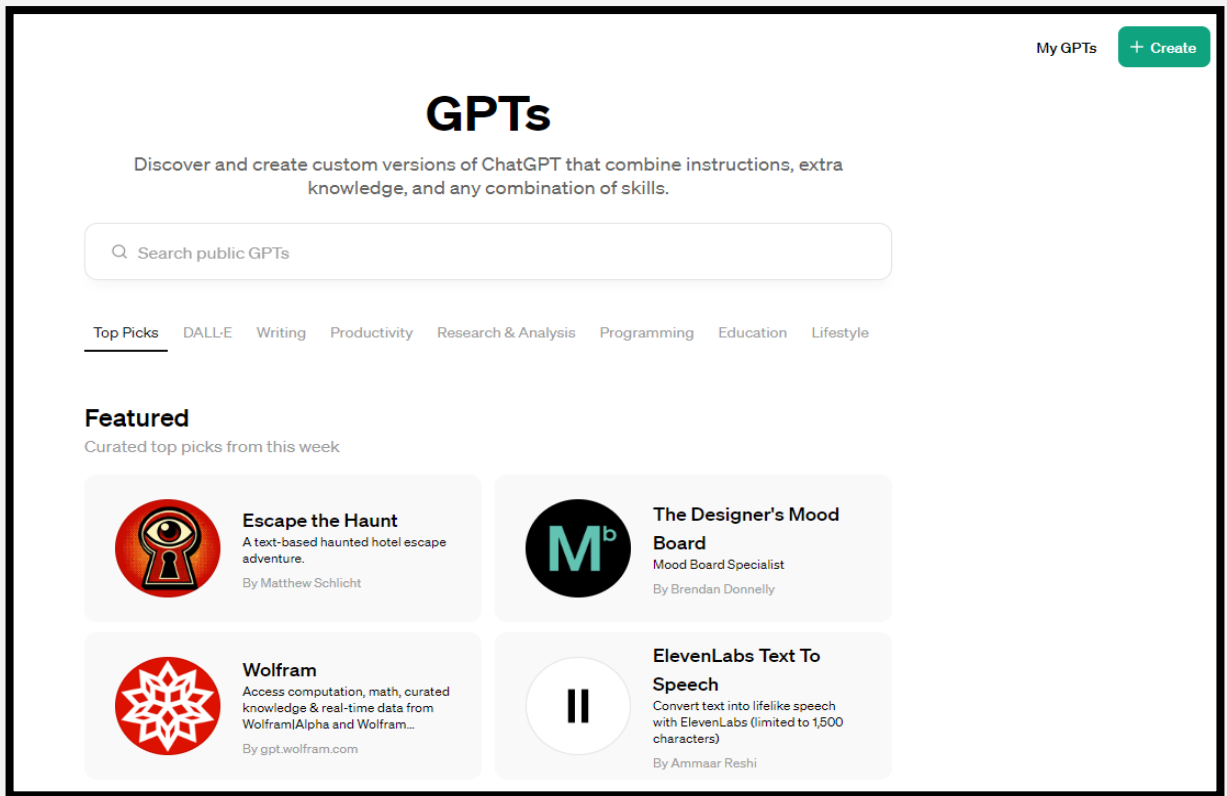 My GPTs
+ Create
GPTs
Discover and create custom versions of ChatGPT that combine instructions, extra
knowledge, and any combination of skills.
Search public GPTs
Top Picks DALL·E Writing Productivity Research & Analysis Programming Education Lifestyle
Featured
Curated top picks from this week
Escape the Haunt
A text-based haunted hotel escape
adventure.
By Matthew Schlicht
M b
The Designer's Mood
Board
Mood Board Specialist
By Brendan Donnelly
Wolfram
Access computation, math, curated
knowledge & real-time data from
Wolfram|Alpha and Wolfram...
By gpt.wolfram.com
ElevenLabs Text To
Speech
Convert text into lifelike speech
with ElevenLabs (limited to 1,500
characters)
By Ammaar Reshi